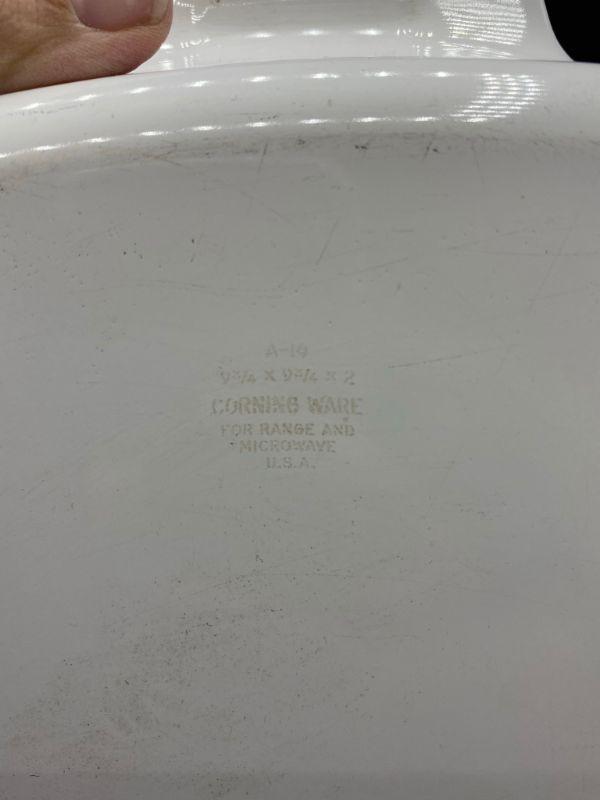 A-10
9¾ x 9¾ x 2
CORNING WARE
FOR RANGE AND
MICROWAVE
U.S.A.